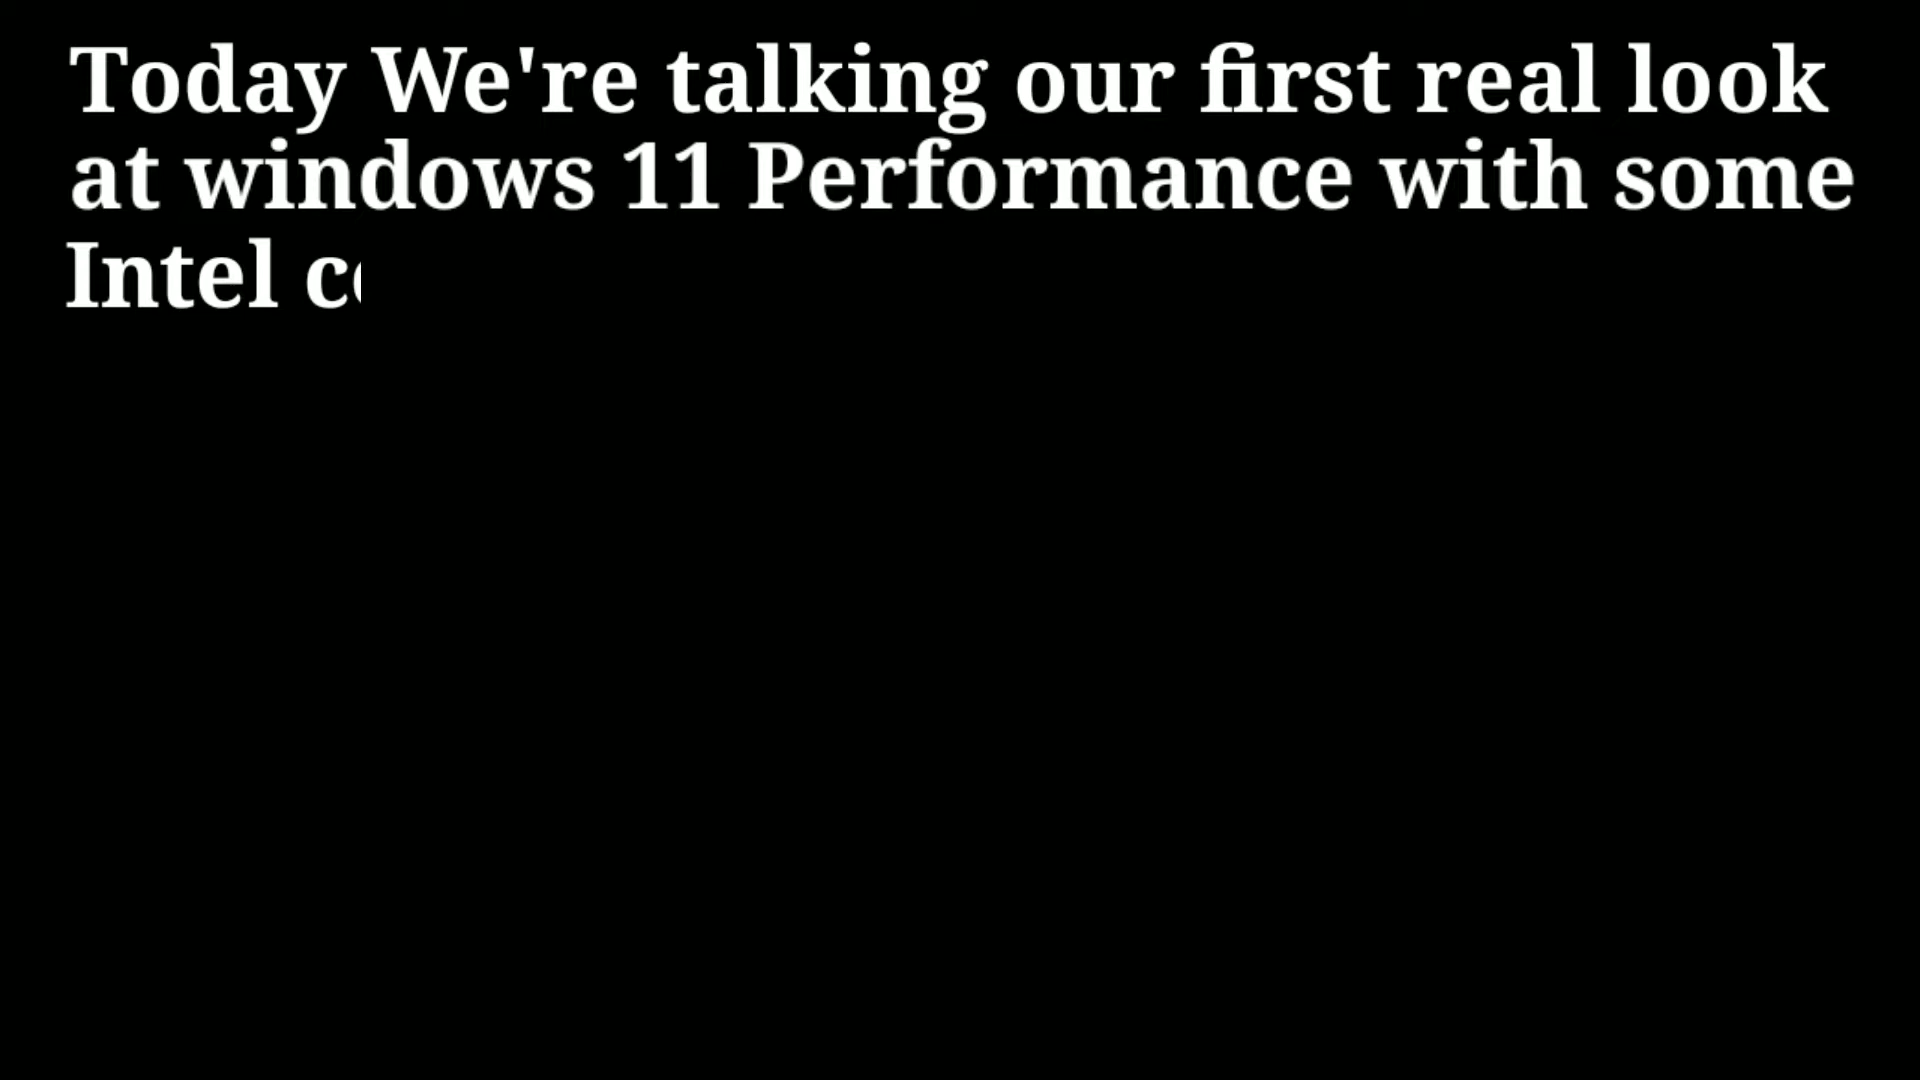 Today We're talking our first real look
at windows 11 Performance with some
Intel